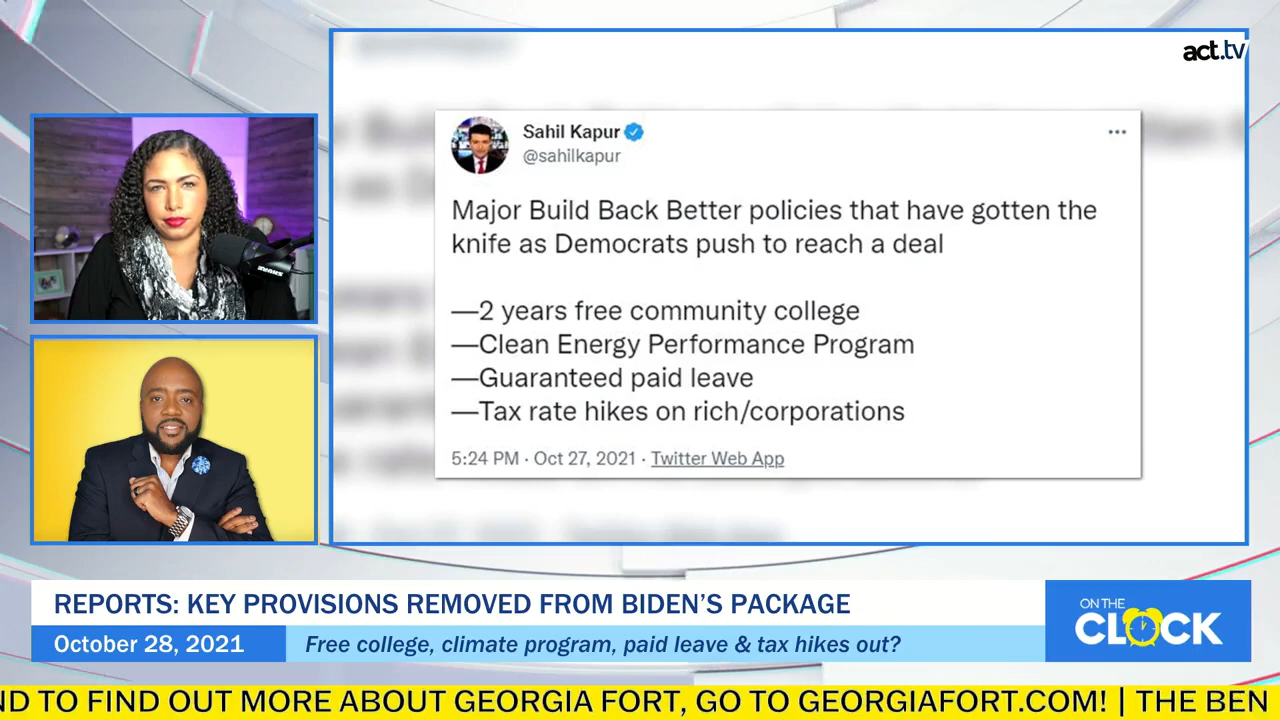 act.tv
Sahil Kapur
@sahilkapur
Major Build Back Better policies that have gotten the
knife as Democrats push to reach a deal
—2 years free community college
—Clean Energy Performance Program
—Guaranteed paid leave
—Tax rate hikes on rich/corporations
5:24 PM · Oct 27, 2021 · Twitter Web App
REPORTS: KEY PROVISIONS REMOVED FROM BIDEN’S PACKAGE
October 28, 2021
Free college, climate program, paid leave & tax hikes out?
ON THE
CLOCK
ND TO FIND OUT MORE ABOUT GEORGIA FORT, GO TO GEORGIAFORT.COM! | THE BEN